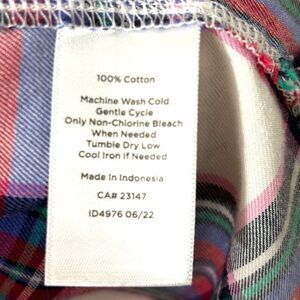 100% Cotton
Machine Wash Cold
Gentle Cycle
Only Non-Chlorine Bleach
When Needed
Tumble Dry Low
Cool Iron if Needed
Made in Indonesia
CA# 23147
ID4976 06/22